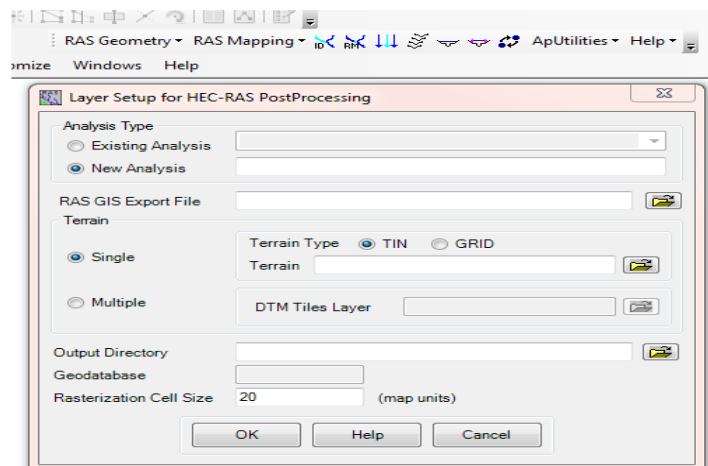 RAS Geometry RAS Mapping ID RM ApUtilities Help
omize Windows Help
Layer Setup for HEC-RAS PostProcessing
Analysis Type
Existing Analysis
New Analysis
RAS GIS Export File
Terrain
Single
Terrain Type TIN GRID
Terrain
Multiple
DTM Tiles Layer
Output Directory
Geodatabase
Rasterization Cell Size 20 (map units)
OK Help Cancel